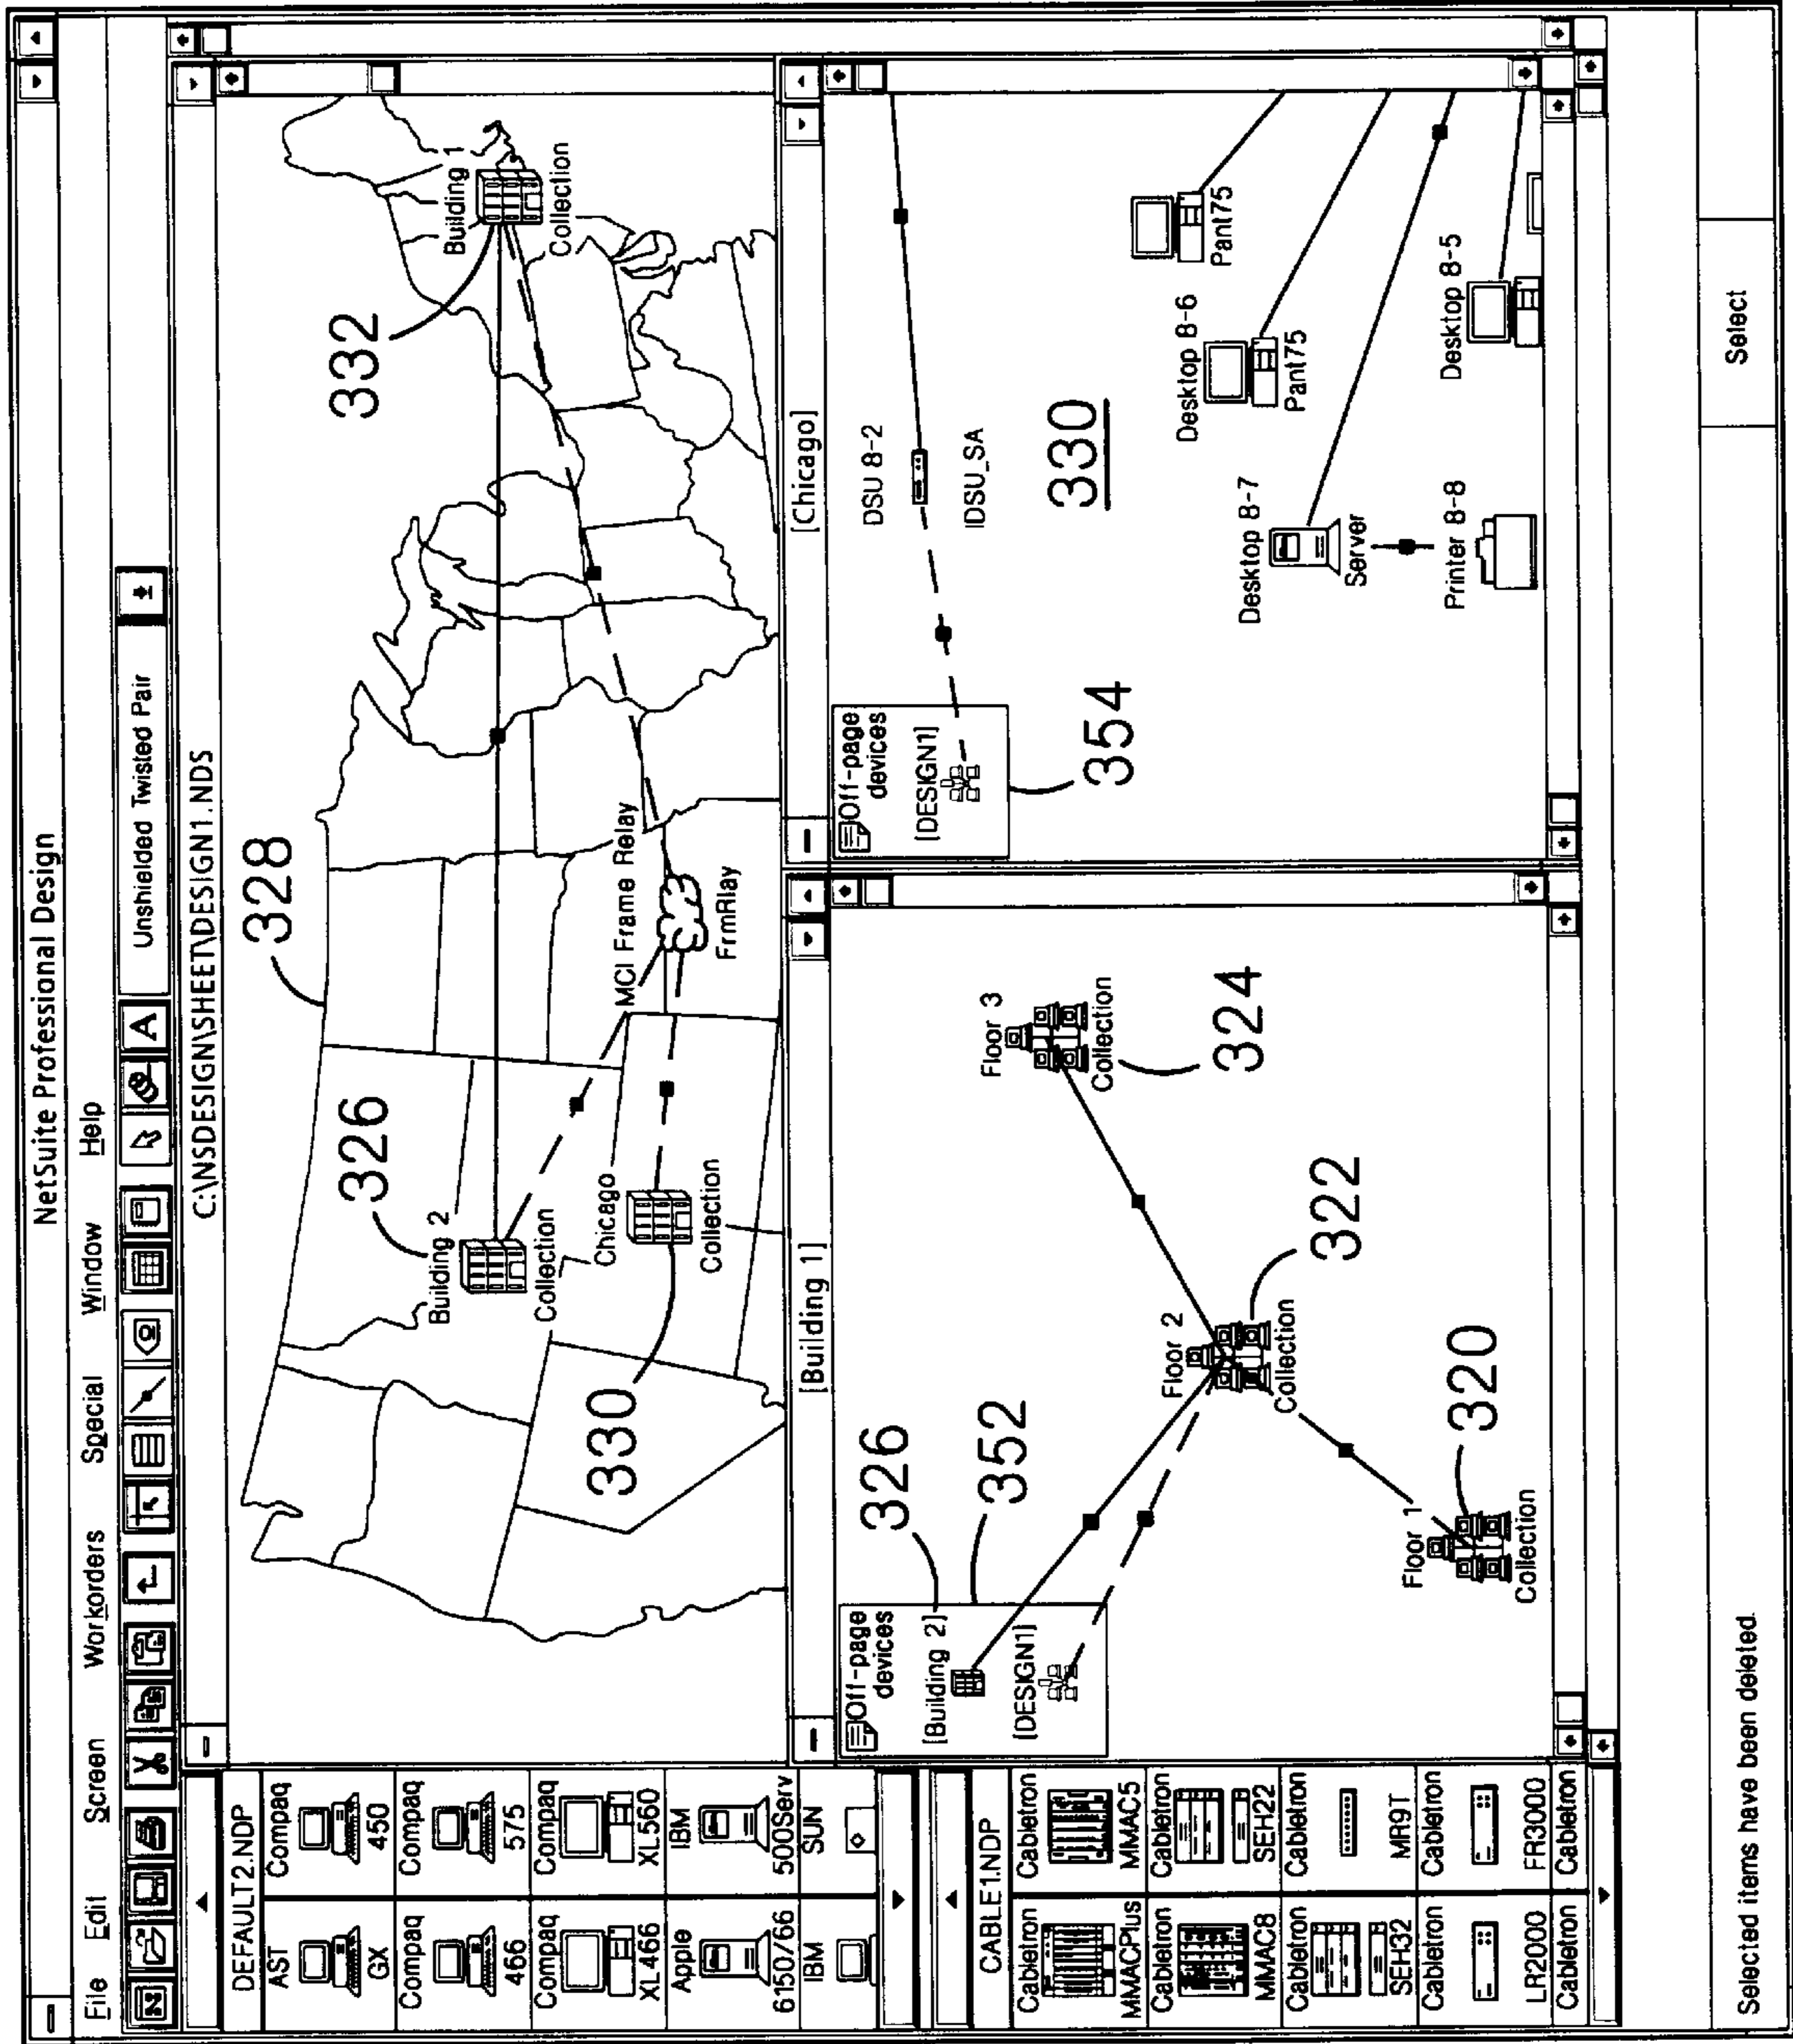 NetSuite Professional Design
File Edit Screen Workorders Special Window Help
A
Unshielded Twisted Pair
C:\NSDESIGN\SHEET\DESIGN1.NDS
DEFAULT2.NDP
AST
Compaq
GX
450
Compaq
Compaq
466
575
Compaq
Compaq
XL466
XL560
Apple
IBM
6150/66
500Serv
IBM
SUN
CABLE1.NDP
Cabletron
Cabletron
MMACPlus
MMAC5
Cabletron
Cabletron
MMAC8
SEH22
Cabletron
Cabletron
SEH32
MR9T
Cabletron
Cabletron
LR2000
FR3000
Cabletron
Cabletron
328
326
332
Building 2
Collection
Chicago
Collection
330
MCI Frame Relay
FrmRlay
Building 1
Collection
[Building 1]
Off-page
devices
[Building 2]
[DESIGN1]
326
352
Floor 1
Collection
320
Floor 2
Collection
322
Floor 3
Collection
324
[Chicago]
Off-page
devices
[DESIGN1]
354
DSU 8-2
IDSU_SA
330
Desktop 8-7
Server
Printer 8-8
Desktop 8-6
Pant75
Pant75
Desktop 8-5
Selected items have been deleted.
Select